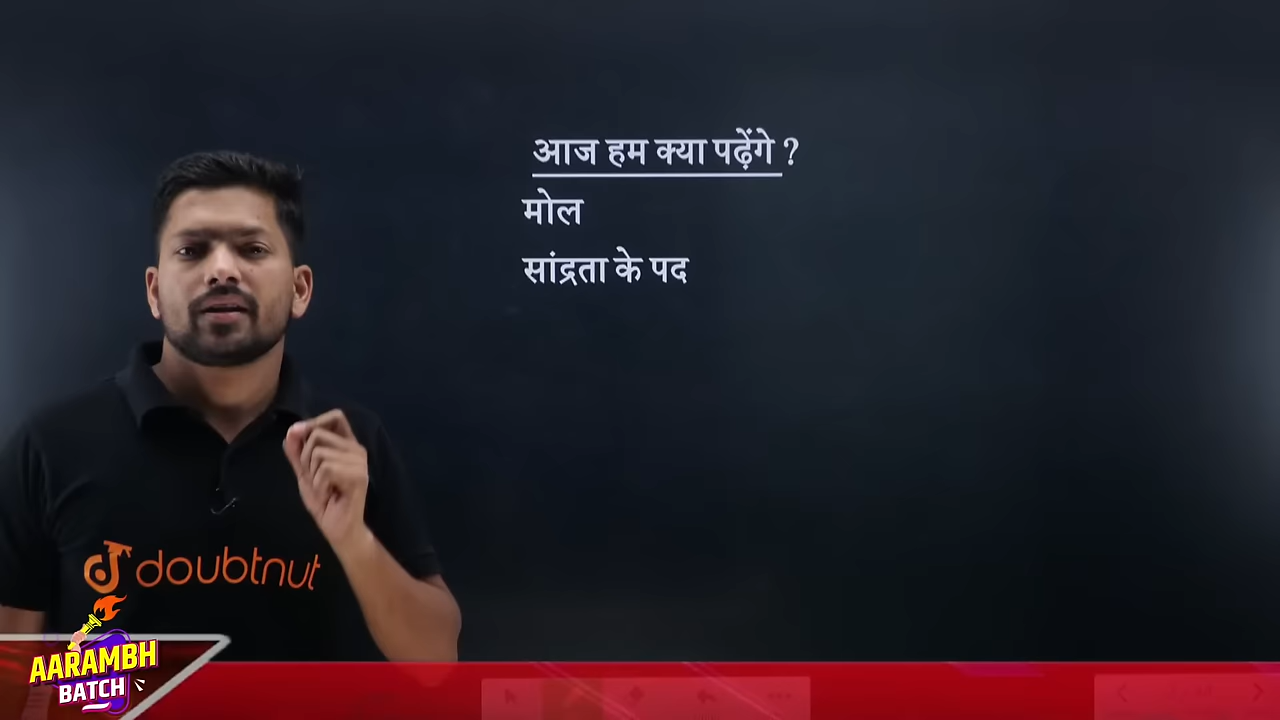 आज हम क्या पढ़ेंगे ?
मोल
सांद्रता के पद
doubtnut
AARAMBH
BATCH